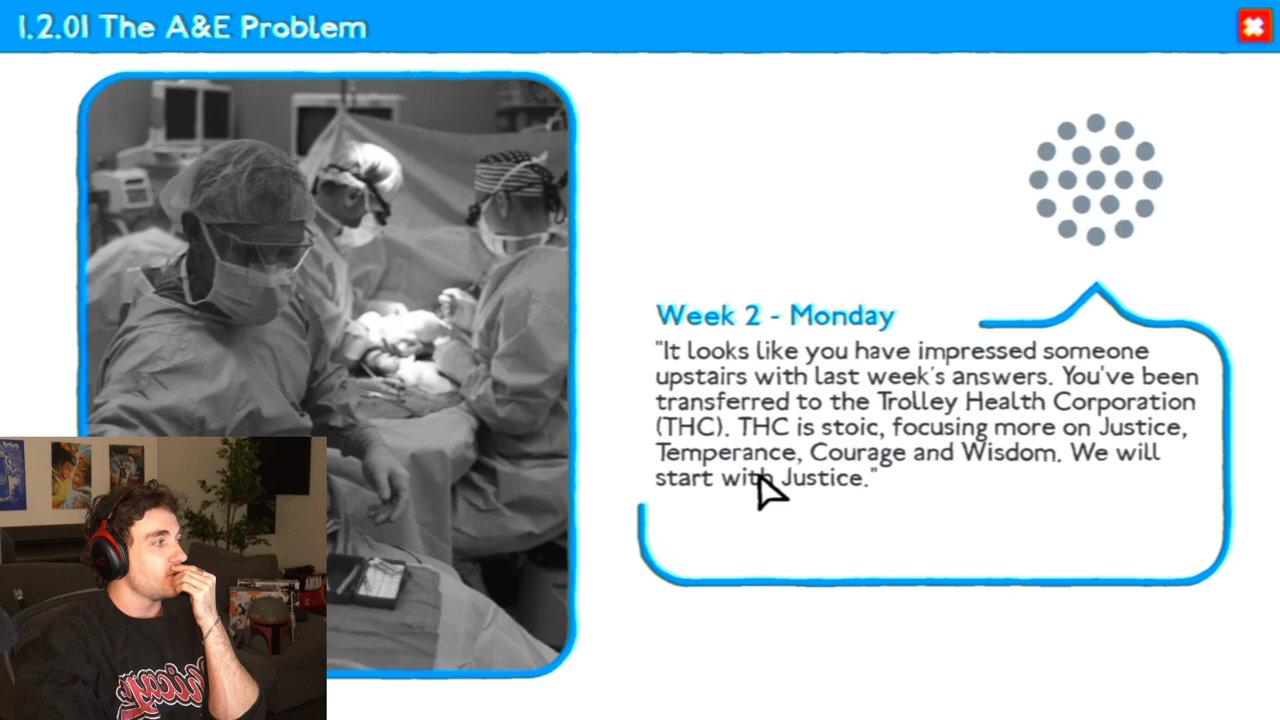 1.2.01 The A&E Problem
Week 2 - Monday
"It looks like you have impressed someone
upstairs with last week's answers. You've been
transferred to the Trolley Health Corporation
(THC). THC is stoic, focusing more on Justice,
Temperance, Courage and Wisdom. We will
start with Justice."